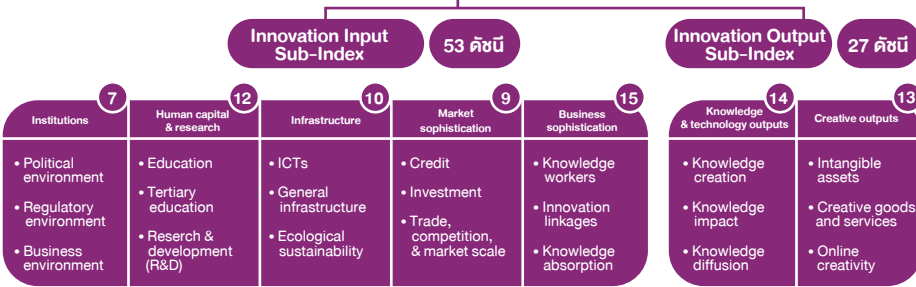 Innovation Input
Sub-Index
53 ดัชนี
Innovation Output
Sub-Index
27 ดัชนี
7
Institutions
• Political
environment
• Regulatory
environment
• Business
environment
12
Human capital
& research
• Education
• Tertiary
education
• Reserch &
development
(R&D)
10
Infrastructure
• ICTs
• General
infrastructure
• Ecological
sustainability
9
Market
sophistication
• Credit
• Investment
• Trade,
competition,
& market scale
15
Business
sophistication
• Knowledge
workers
• Innovation
linkages
• Knowledge
absorption
14
Knowledge
& technology outputs
• Knowledge
creation
• Knowledge
impact
• Knowledge
diffusion
13
Creative outputs
• Intangible
assets
• Creative goods
and services
• Online
creativity